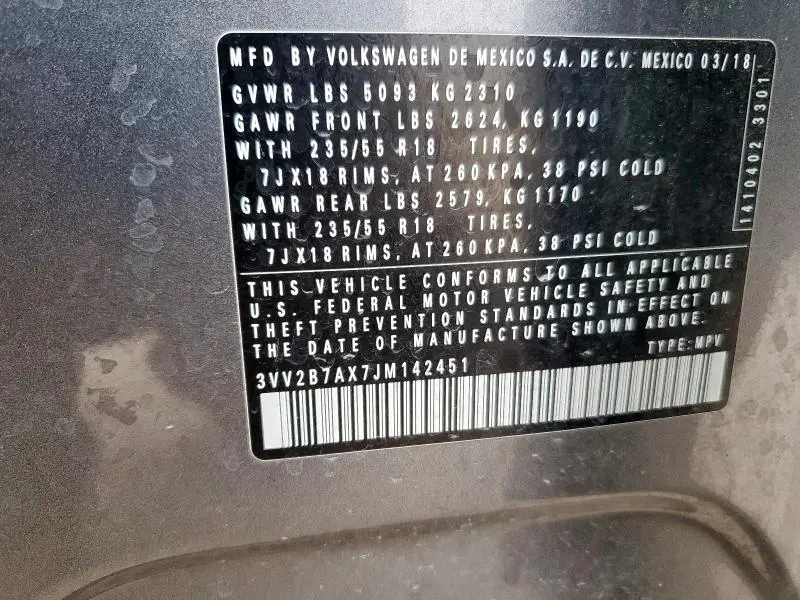 MFD BY VOLKSWAGEN DE MEXICO S.A. DE C.V. MEXICO 03/18
GVWR LBS 5093 KG 2310
GAWR FRONT LBS 2624, KG 1190
WITH 235/55 R18 TIRES,
7JX18 RIMS, AT 260 KPA, 38 PSI COLD
GAWR REAR LBS 2579, KG 1170
WITH 235/55 R18 TIRES,
7JX18 RIMS, AT 260 KPA, 38 PSI COLD
1410402 3301
THIS VEHICLE CONFORMS TO ALL APPLICABLE
U.S. FEDERAL MOTOR VEHICLE SAFETY AND
THEFT PREVENTION STANDARDS IN EFFECT ON
THE DATE OF MANUFACTURE SHOWN ABOVE.
TYPE: MPV
3VV2B7AX7JM142451